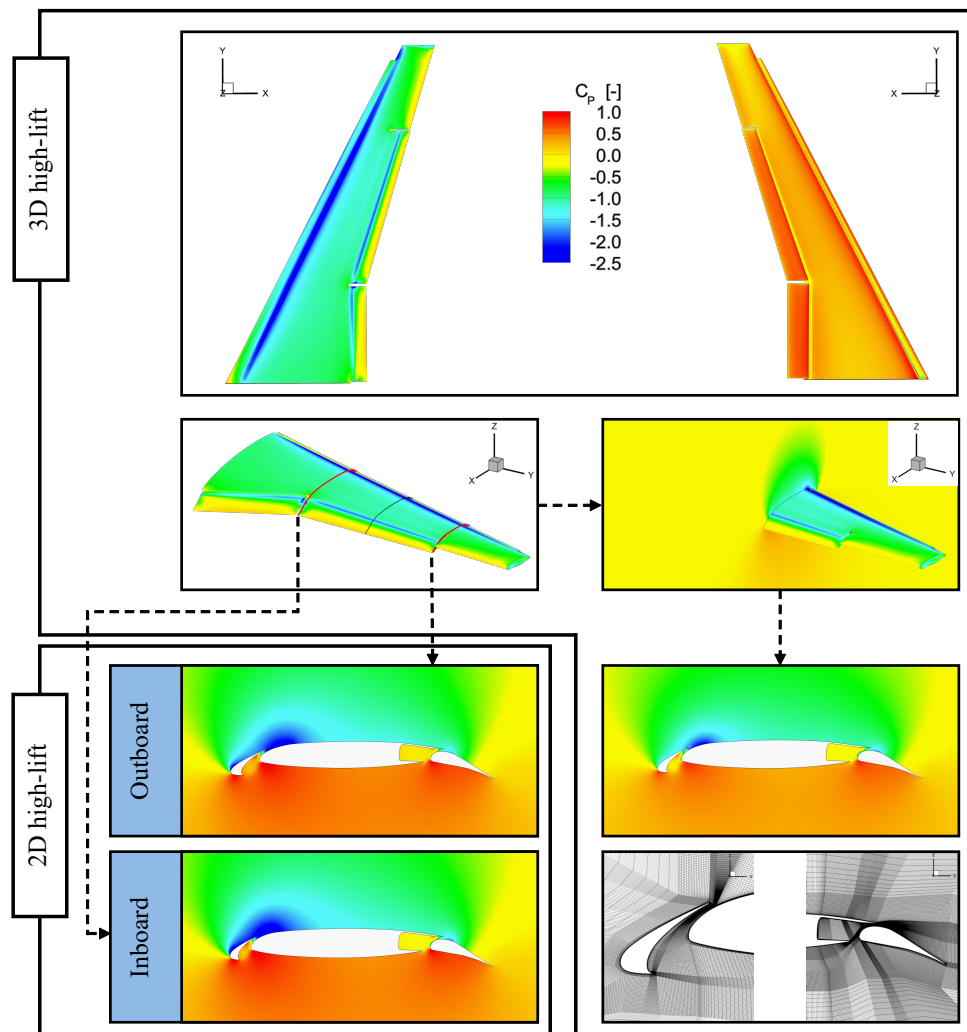 3D high-lift
Y
Z
X
C_P [-]
1.0
0.5
0.0
-0.5
-1.0
-1.5
-2.0
-2.5
Y
X
Z
Z
X
Y
Z
X
Y
2D high-lift
Outboard
Inboard